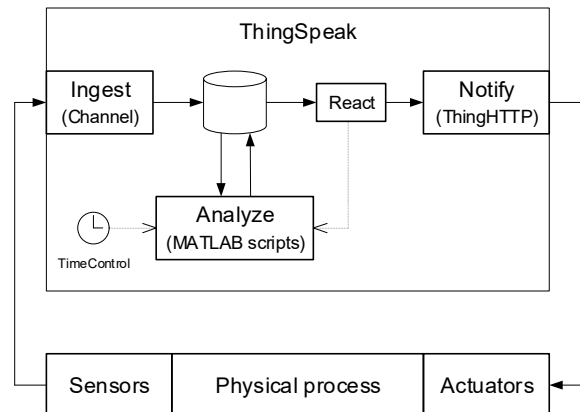 ThingSpeak
Ingest
(Channel)
React
Notify
(ThingHTTP)
Analyze
(MATLAB scripts)
TimeControl
Sensors
Physical process
Actuators